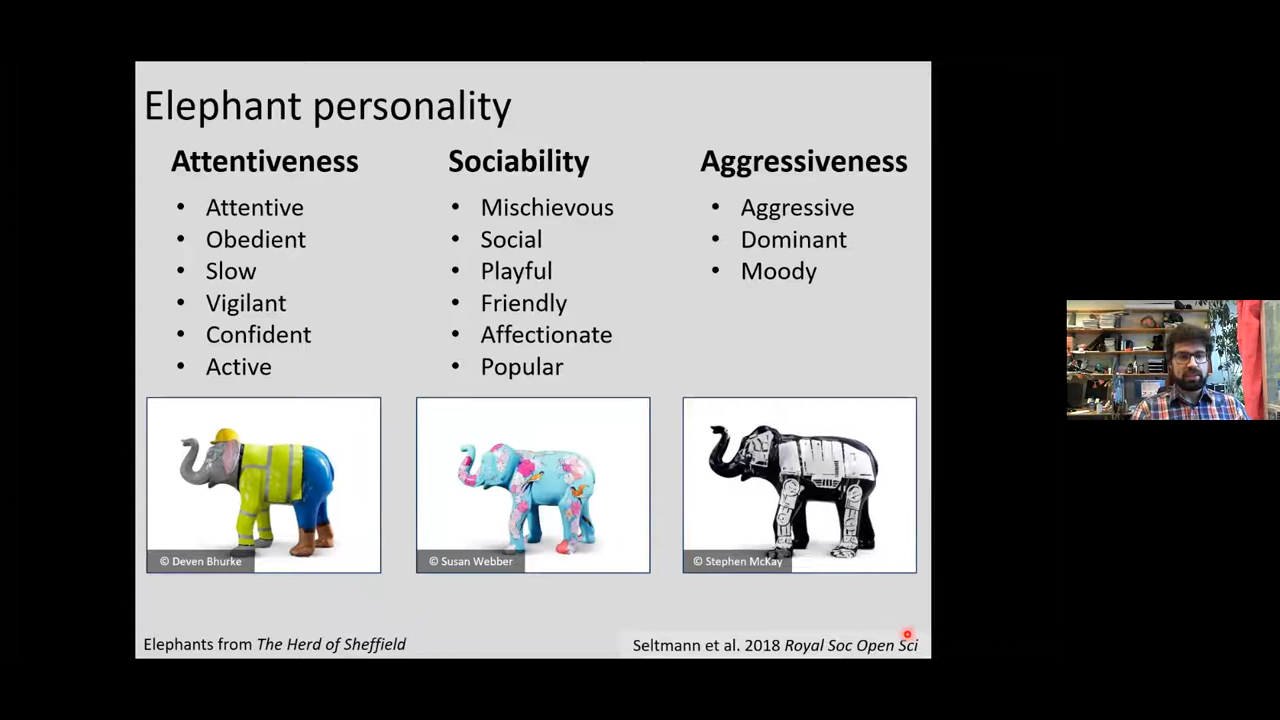 Elephant personality
Attentiveness
• Attentive
• Obedient
• Slow
• Vigilant
• Confident
• Active
Sociability
• Mischievous
• Social
• Playful
• Friendly
• Affectionate
• Popular
Aggressiveness
• Aggressive
• Dominant
• Moody
© Deven Bhurke
© Susan Webber
© Stephen McKay
Elephants from The Herd of Sheffield
Seltmann et al. 2018 Royal Soc Open Sci